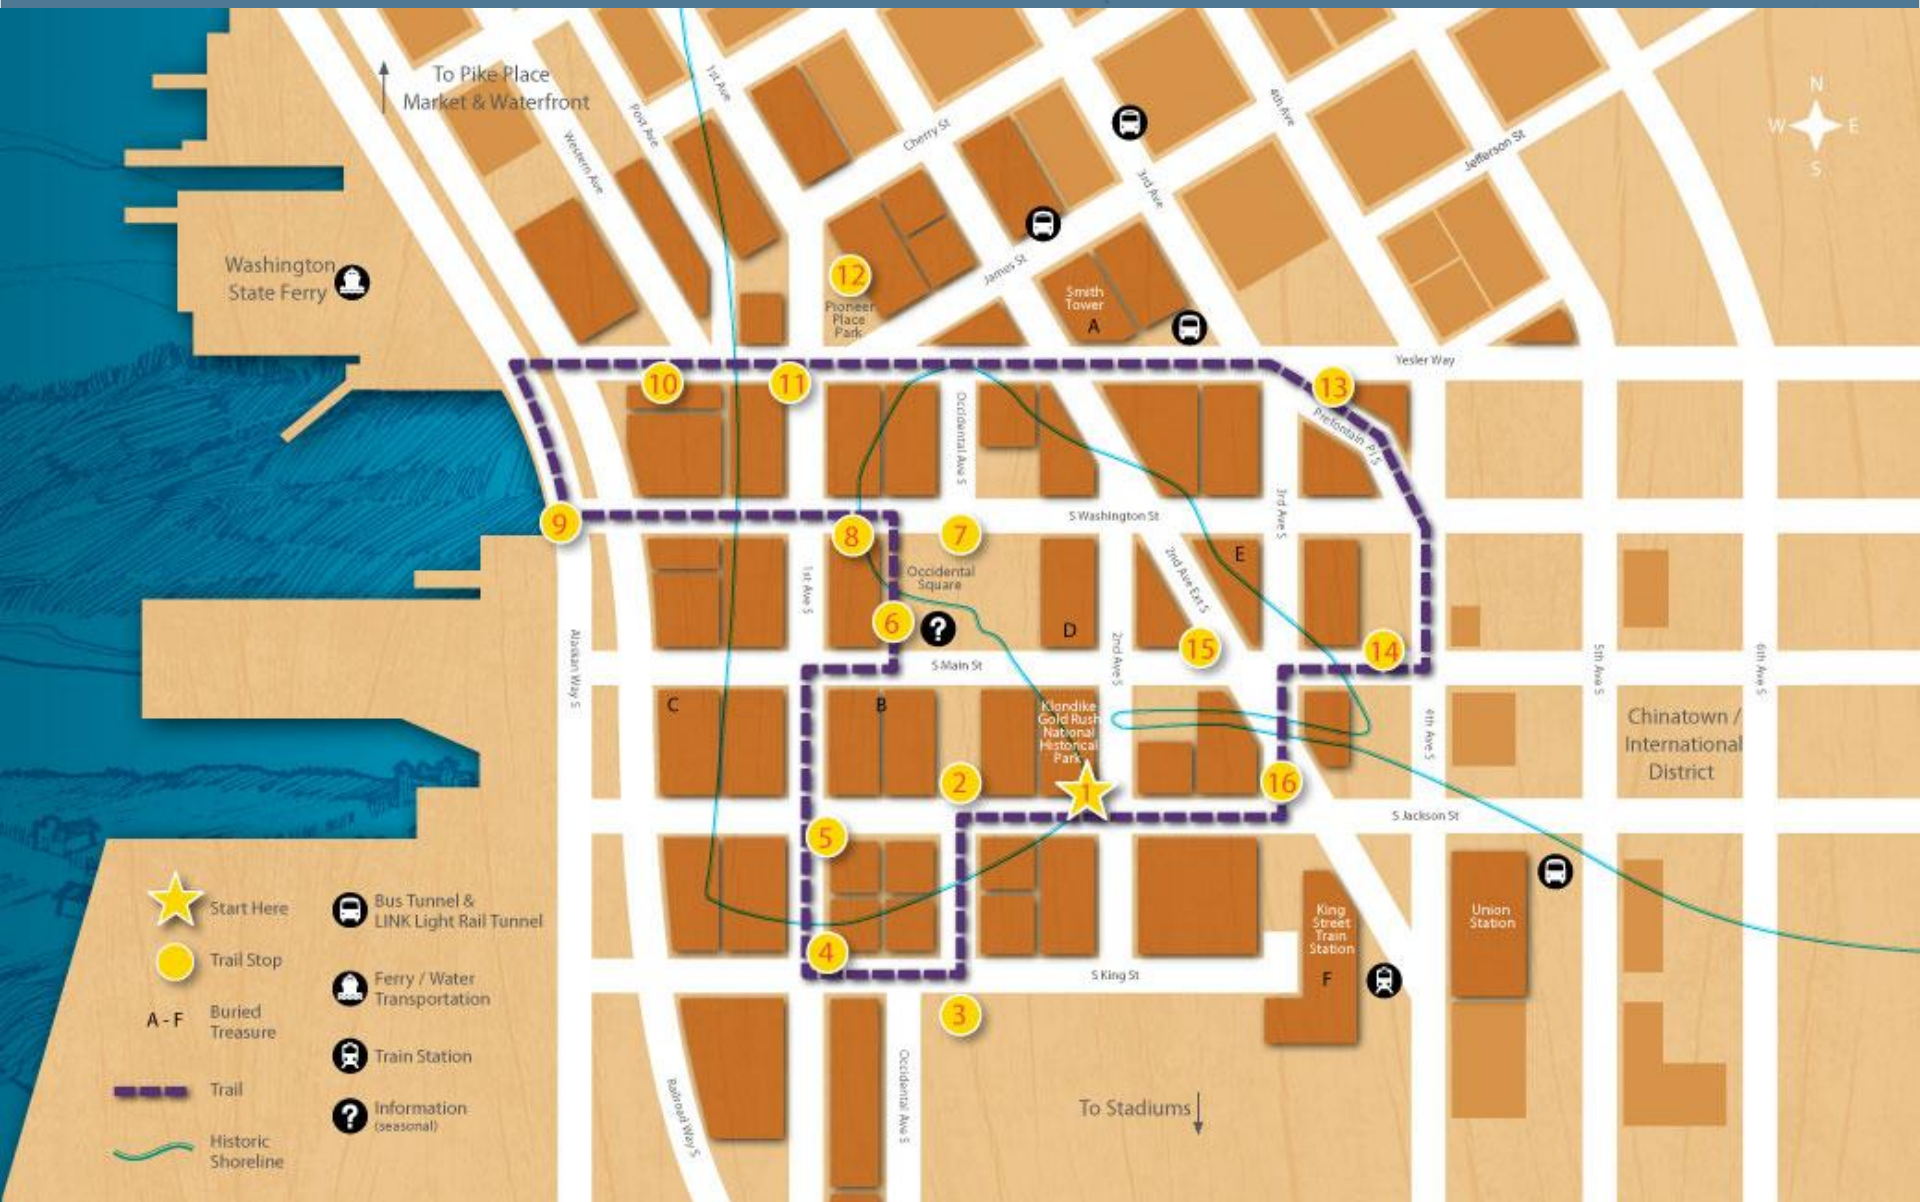 To Pike Place
Market & Waterfront
1st Ave
Post Ave
Western Ave
Cherry St
4th Ave
Jefferson St
3rd Ave
N
W E
S
Washington
State Ferry
12
Pioneer
Place
Park
James St
Smith
Tower
A
Yesler Way
10
11
13
Prefontain Pl S
Occidental Ave S
9
8
7
S Washington St
3rd Ave S
E
1st Ave S
Occidental
Square
2nd Ave Ext S
6
?
D
15
14
Alaskan Way S
S Main St
2nd Ave S
5th Ave S
6th Ave S
C
B
Klondike
Gold Rush
National
Historical
Park
4th Ave S
Chinatown /
International
District
2
1
16
5
S Jackson St
Start Here
Bus Tunnel &
LINK Light Rail Tunnel
King
Street
Train
Station
F
Union
Station
Trail Stop
4
S King St
Ferry / Water
Transportation
A - F
Buried
Treasure
3
Train Station
Trail
?
Information
(seasonal)
Occidental Ave S
Railroad Way S
To Stadiums
Historic
Shoreline